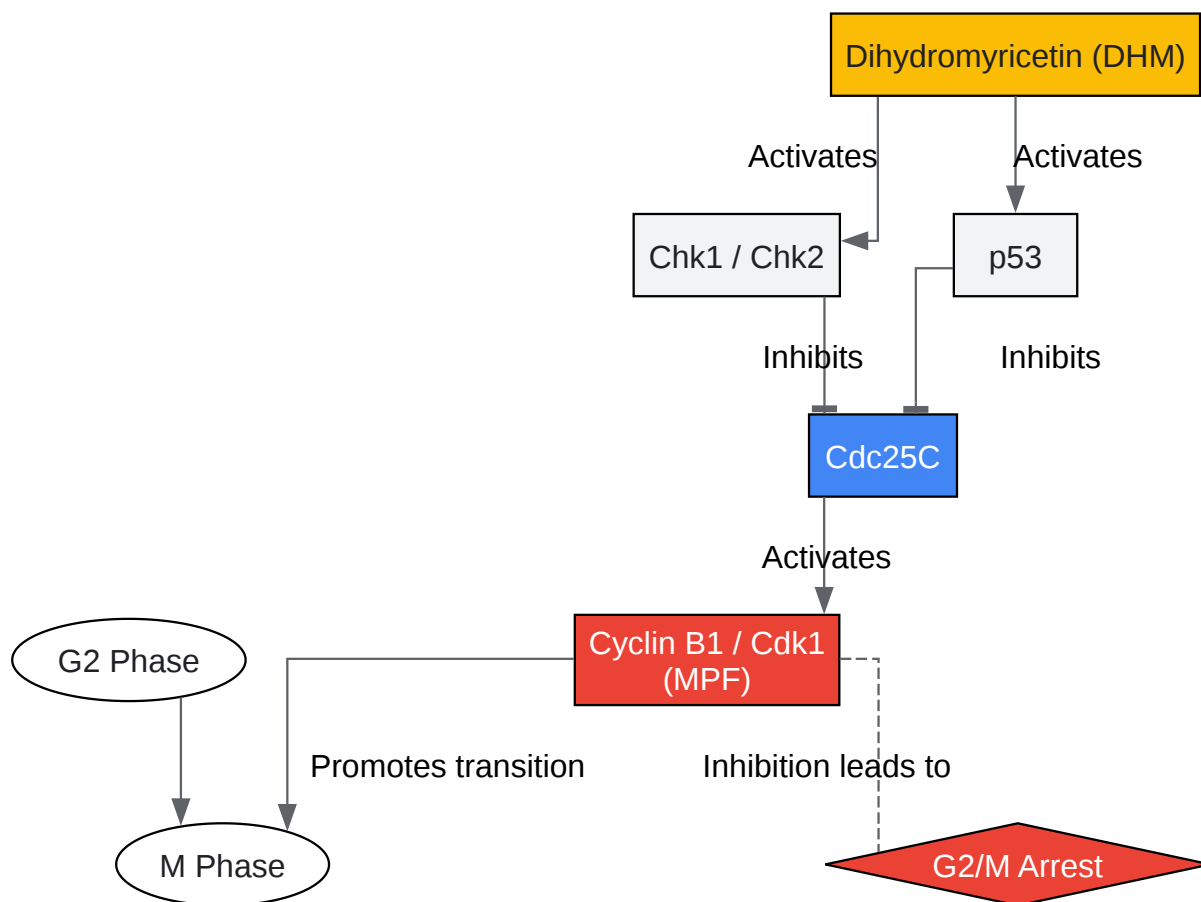 Dihydromyricetin (DHM)
Activates
Activates
Chk1 / Chk2
p53
Inhibits
Inhibits
Cdc25C
Activates
Cyclin B1 / Cdk1
(MPF)
G2 Phase
Promotes transition
Inhibition leads to
M Phase
G2/M Arrest